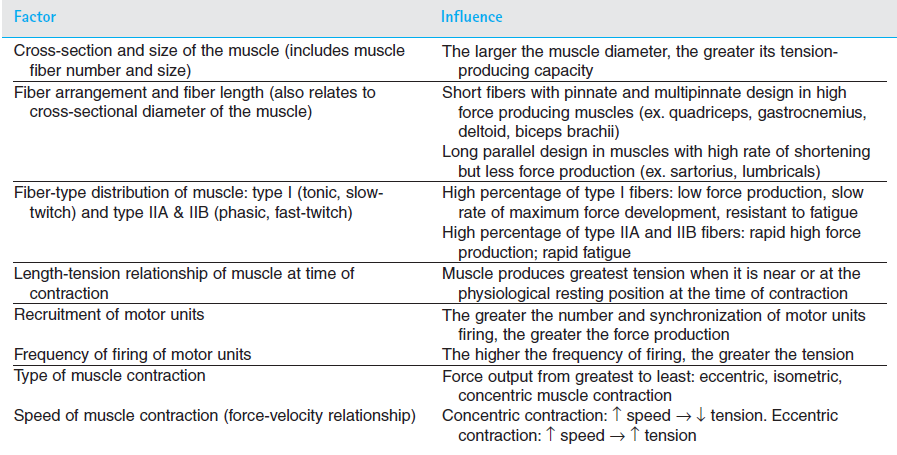 Factor
Influence
Cross-section and size of the muscle (includes muscle
fiber number and size)
The larger the muscle diameter, the greater its tension-
producing capacity
Fiber arrangement and fiber length (also relates to
cross-sectional diameter of the muscle)
Short fibers with pinnate and multipinnate design in high
force producing muscles (ex. quadriceps, gastrocnemius,
deltoid, biceps brachii)
Long parallel design in muscles with high rate of shortening
but less force production (ex. sartorius, lumbricals)
Fiber-type distribution of muscle: type I (tonic, slow-
twitch) and type IIA & IIB (phasic, fast-twitch)
High percentage of type I fibers: low force production, slow
rate of maximum force development, resistant to fatigue
High percentage of type IIA and IIB fibers: rapid high force
production; rapid fatigue
Length-tension relationship of muscle at time of
contraction
Muscle produces greatest tension when it is near or at the
physiological resting position at the time of contraction
Recruitment of motor units
The greater the number and synchronization of motor units
firing, the greater the force production
Frequency of firing of motor units
The higher the frequency of firing, the greater the tension
Type of muscle contraction
Force output from greatest to least: eccentric, isometric,
concentric muscle contraction
Speed of muscle contraction (force-velocity relationship)
Concentric contraction: ↑ speed → ↓ tension. Eccentric
contraction: ↑ speed → ↑ tension